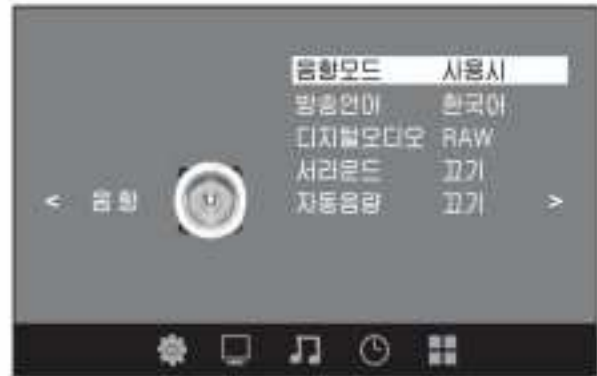 음향모드 사용시
방송언어 한국어
디지털오디오 RAW
서라운드 끄기
< 음향 자동음량 끄기 >